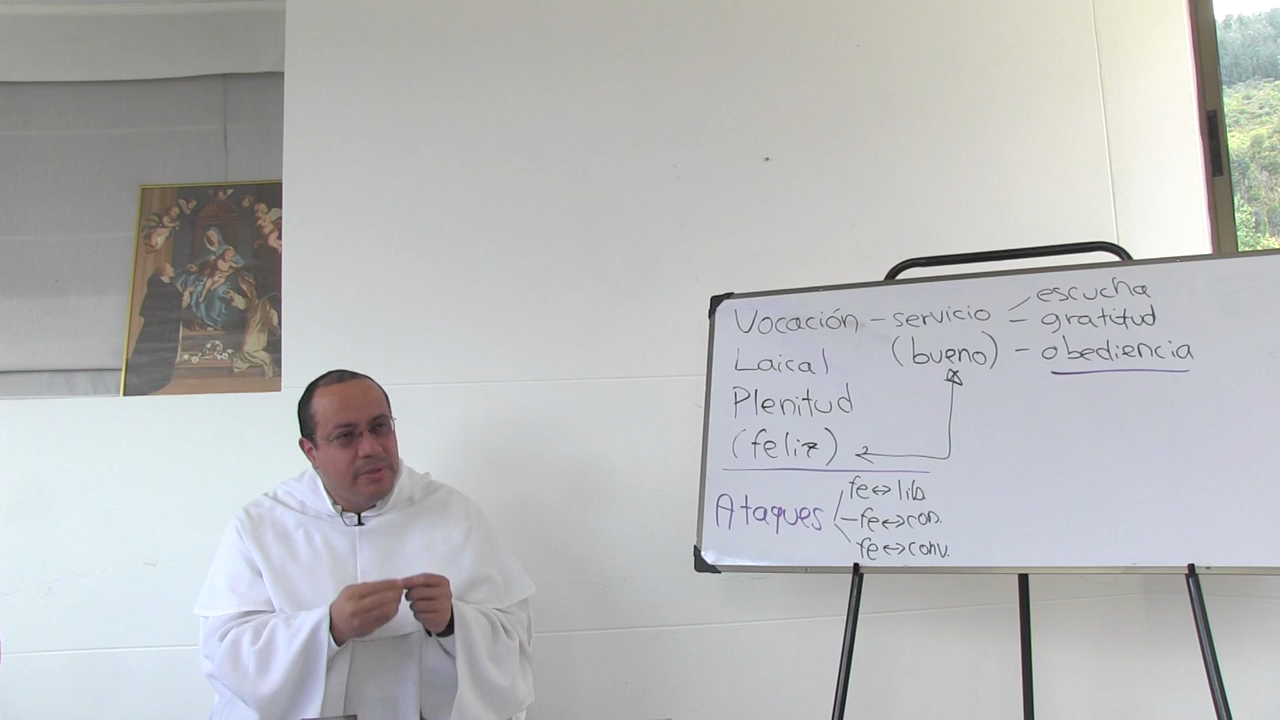 escucha
Vocación - servicio - gratitud
Laical (bueno) - obediencia
Plenitud
(feliz)
fe↔lib.
Ataques - fe↔con.
fe↔conv.